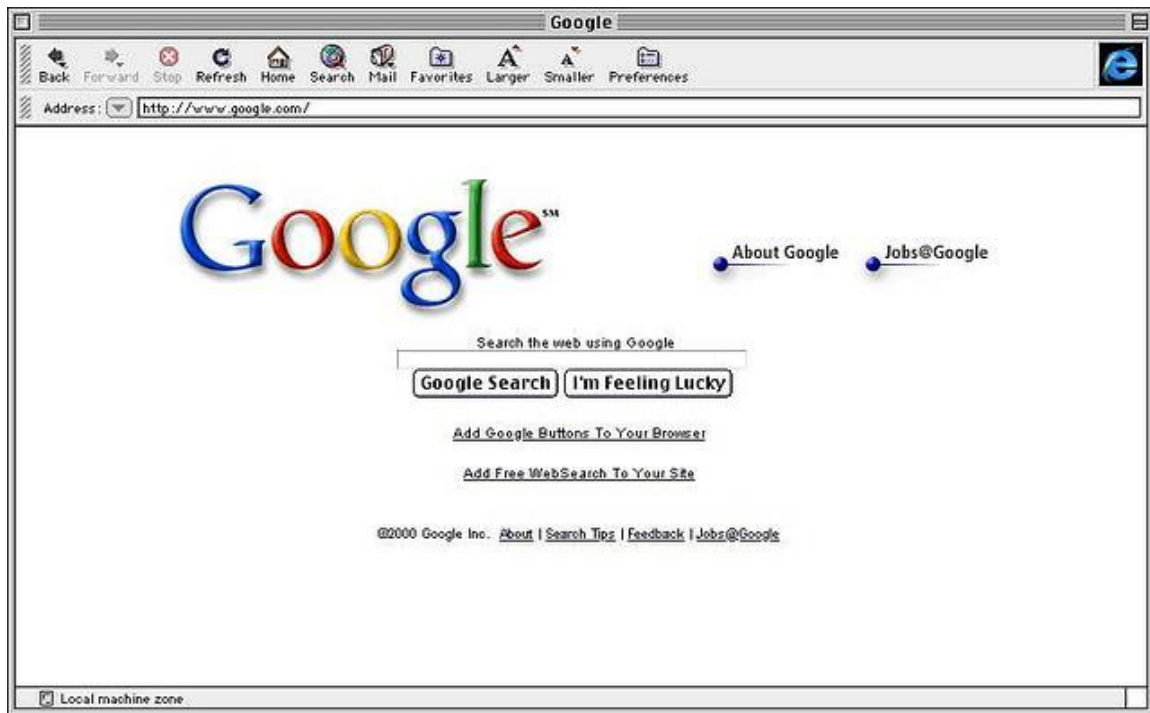 Google
Back Forward Stop Refresh Home Search Mail Favorites Larger Smaller Preferences
Address: http://www.google.com/
Google℠
About Google Jobs@Google
Search the web using Google
Google Search I'm Feeling Lucky
Add Google Buttons To Your Browser
Add Free WebSearch To Your Site
©2000 Google Inc. About | Search Tips | Feedback | Jobs@Google
Local machine zone